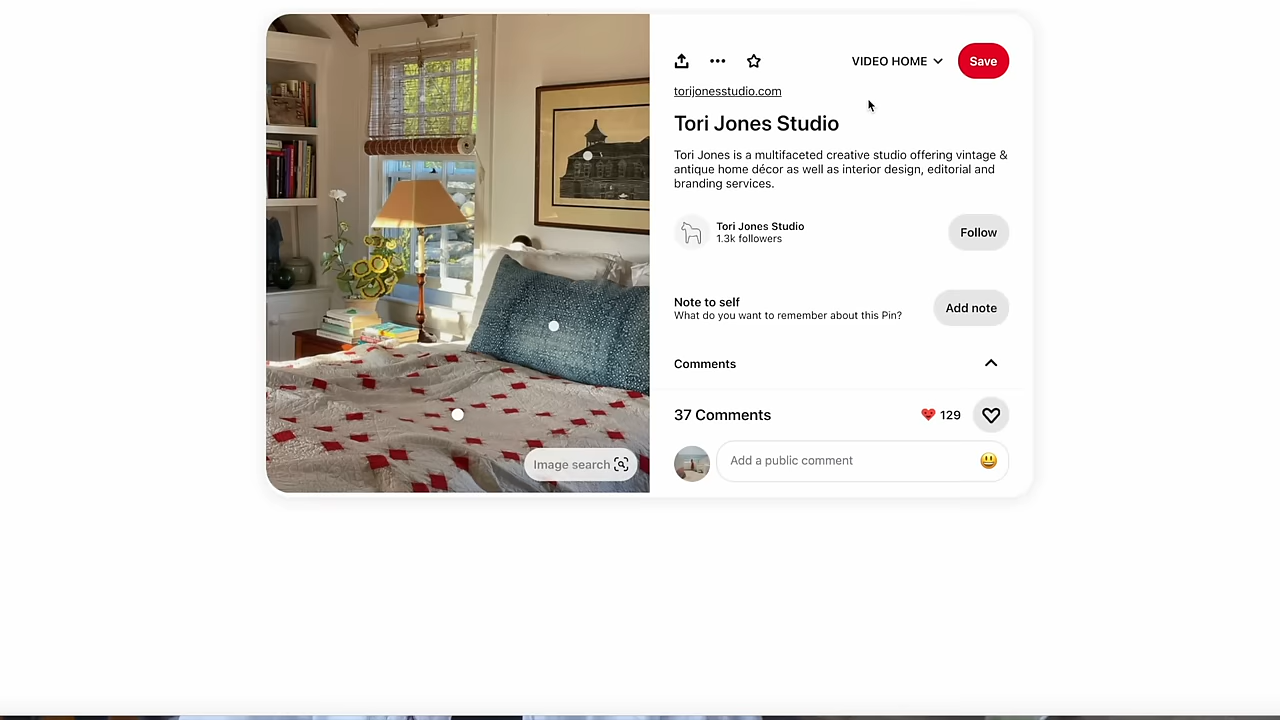 VIDEO HOME
Save
torijonesstudio.com
Tori Jones Studio
Tori Jones is a multifaceted creative studio offering vintage &
antique home décor as well as interior design, editorial and
branding services.
Tori Jones Studio
1.3k followers
Follow
Note to self
What do you want to remember about this Pin?
Add note
Comments
37 Comments
129
Add a public comment
Image search